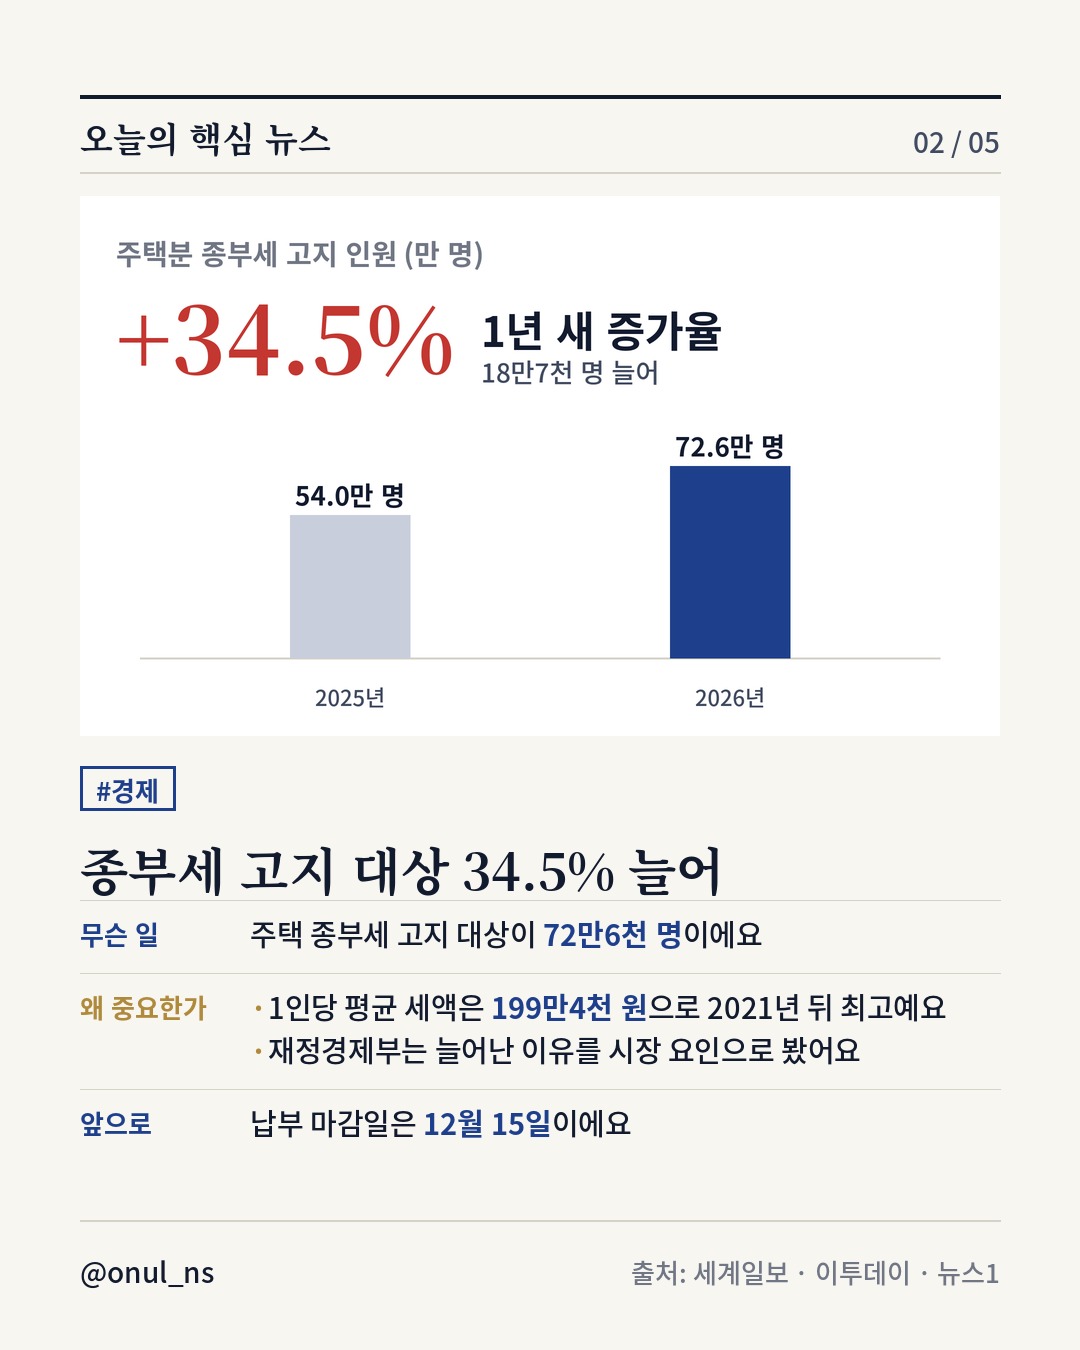 오늘의 핵심 뉴스
02 / 05
주택분 종부세 고지 인원 (만 명)
+34.5%
1년 새 증가율
18만7천 명 늘어
54.0만 명
72.6만 명
2025년
2026년
#경제
종부세 고지 대상 34.5% 늘어
무슨 일 주택 종부세 고지 대상이 72만6천 명이에요
왜 중요한가 · 1인당 평균 세액은 199만4천 원으로 2021년 뒤 최고예요
· 재정경제부는 늘어난 이유를 시장 요인으로 봤어요
앞으로 납부 마감일은 12월 15일이에요
@onul_ns
출처: 세계일보 · 이투데이 · 뉴스1